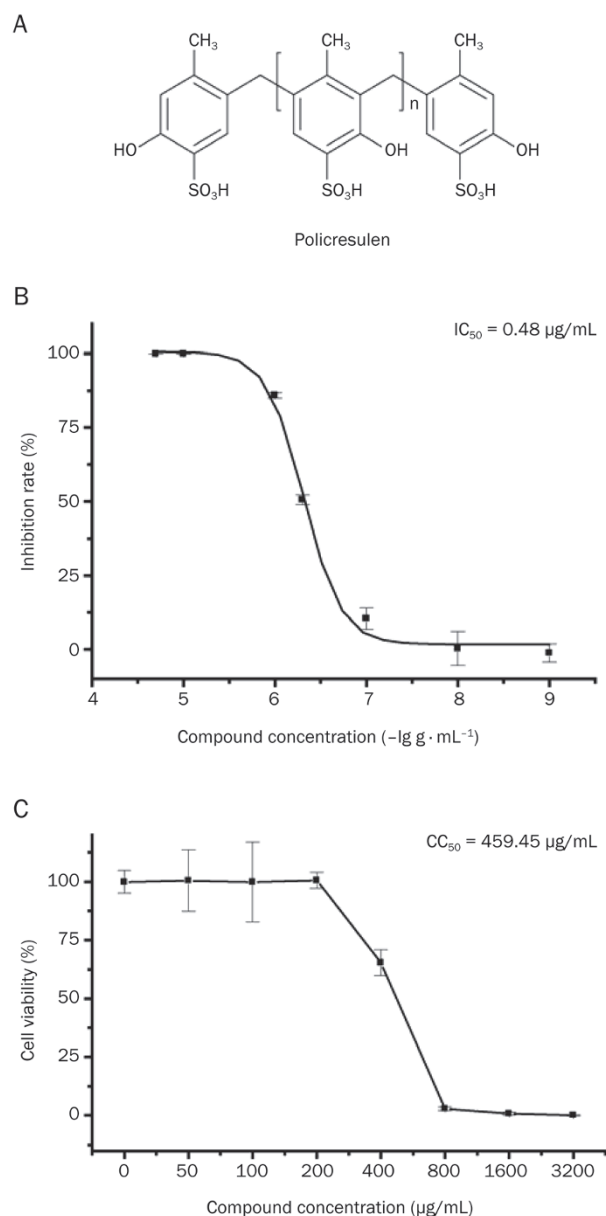 A
CH₃ CH₃ CH₃
n
HO OH OH
SO₃H SO₃H SO₃H
Policresulen
B
IC₅₀ = 0.48 µg/mL
100
75
50
25
0
Inhibition rate (%)
4 5 6 7 8 9
Compound concentration (–lg g · mL⁻¹)
C
CC₅₀ = 459.45 µg/mL
100
75
50
25
0
Cell viability (%)
0 50 100 200 400 800 1600 3200
Compound concentration (µg/mL)